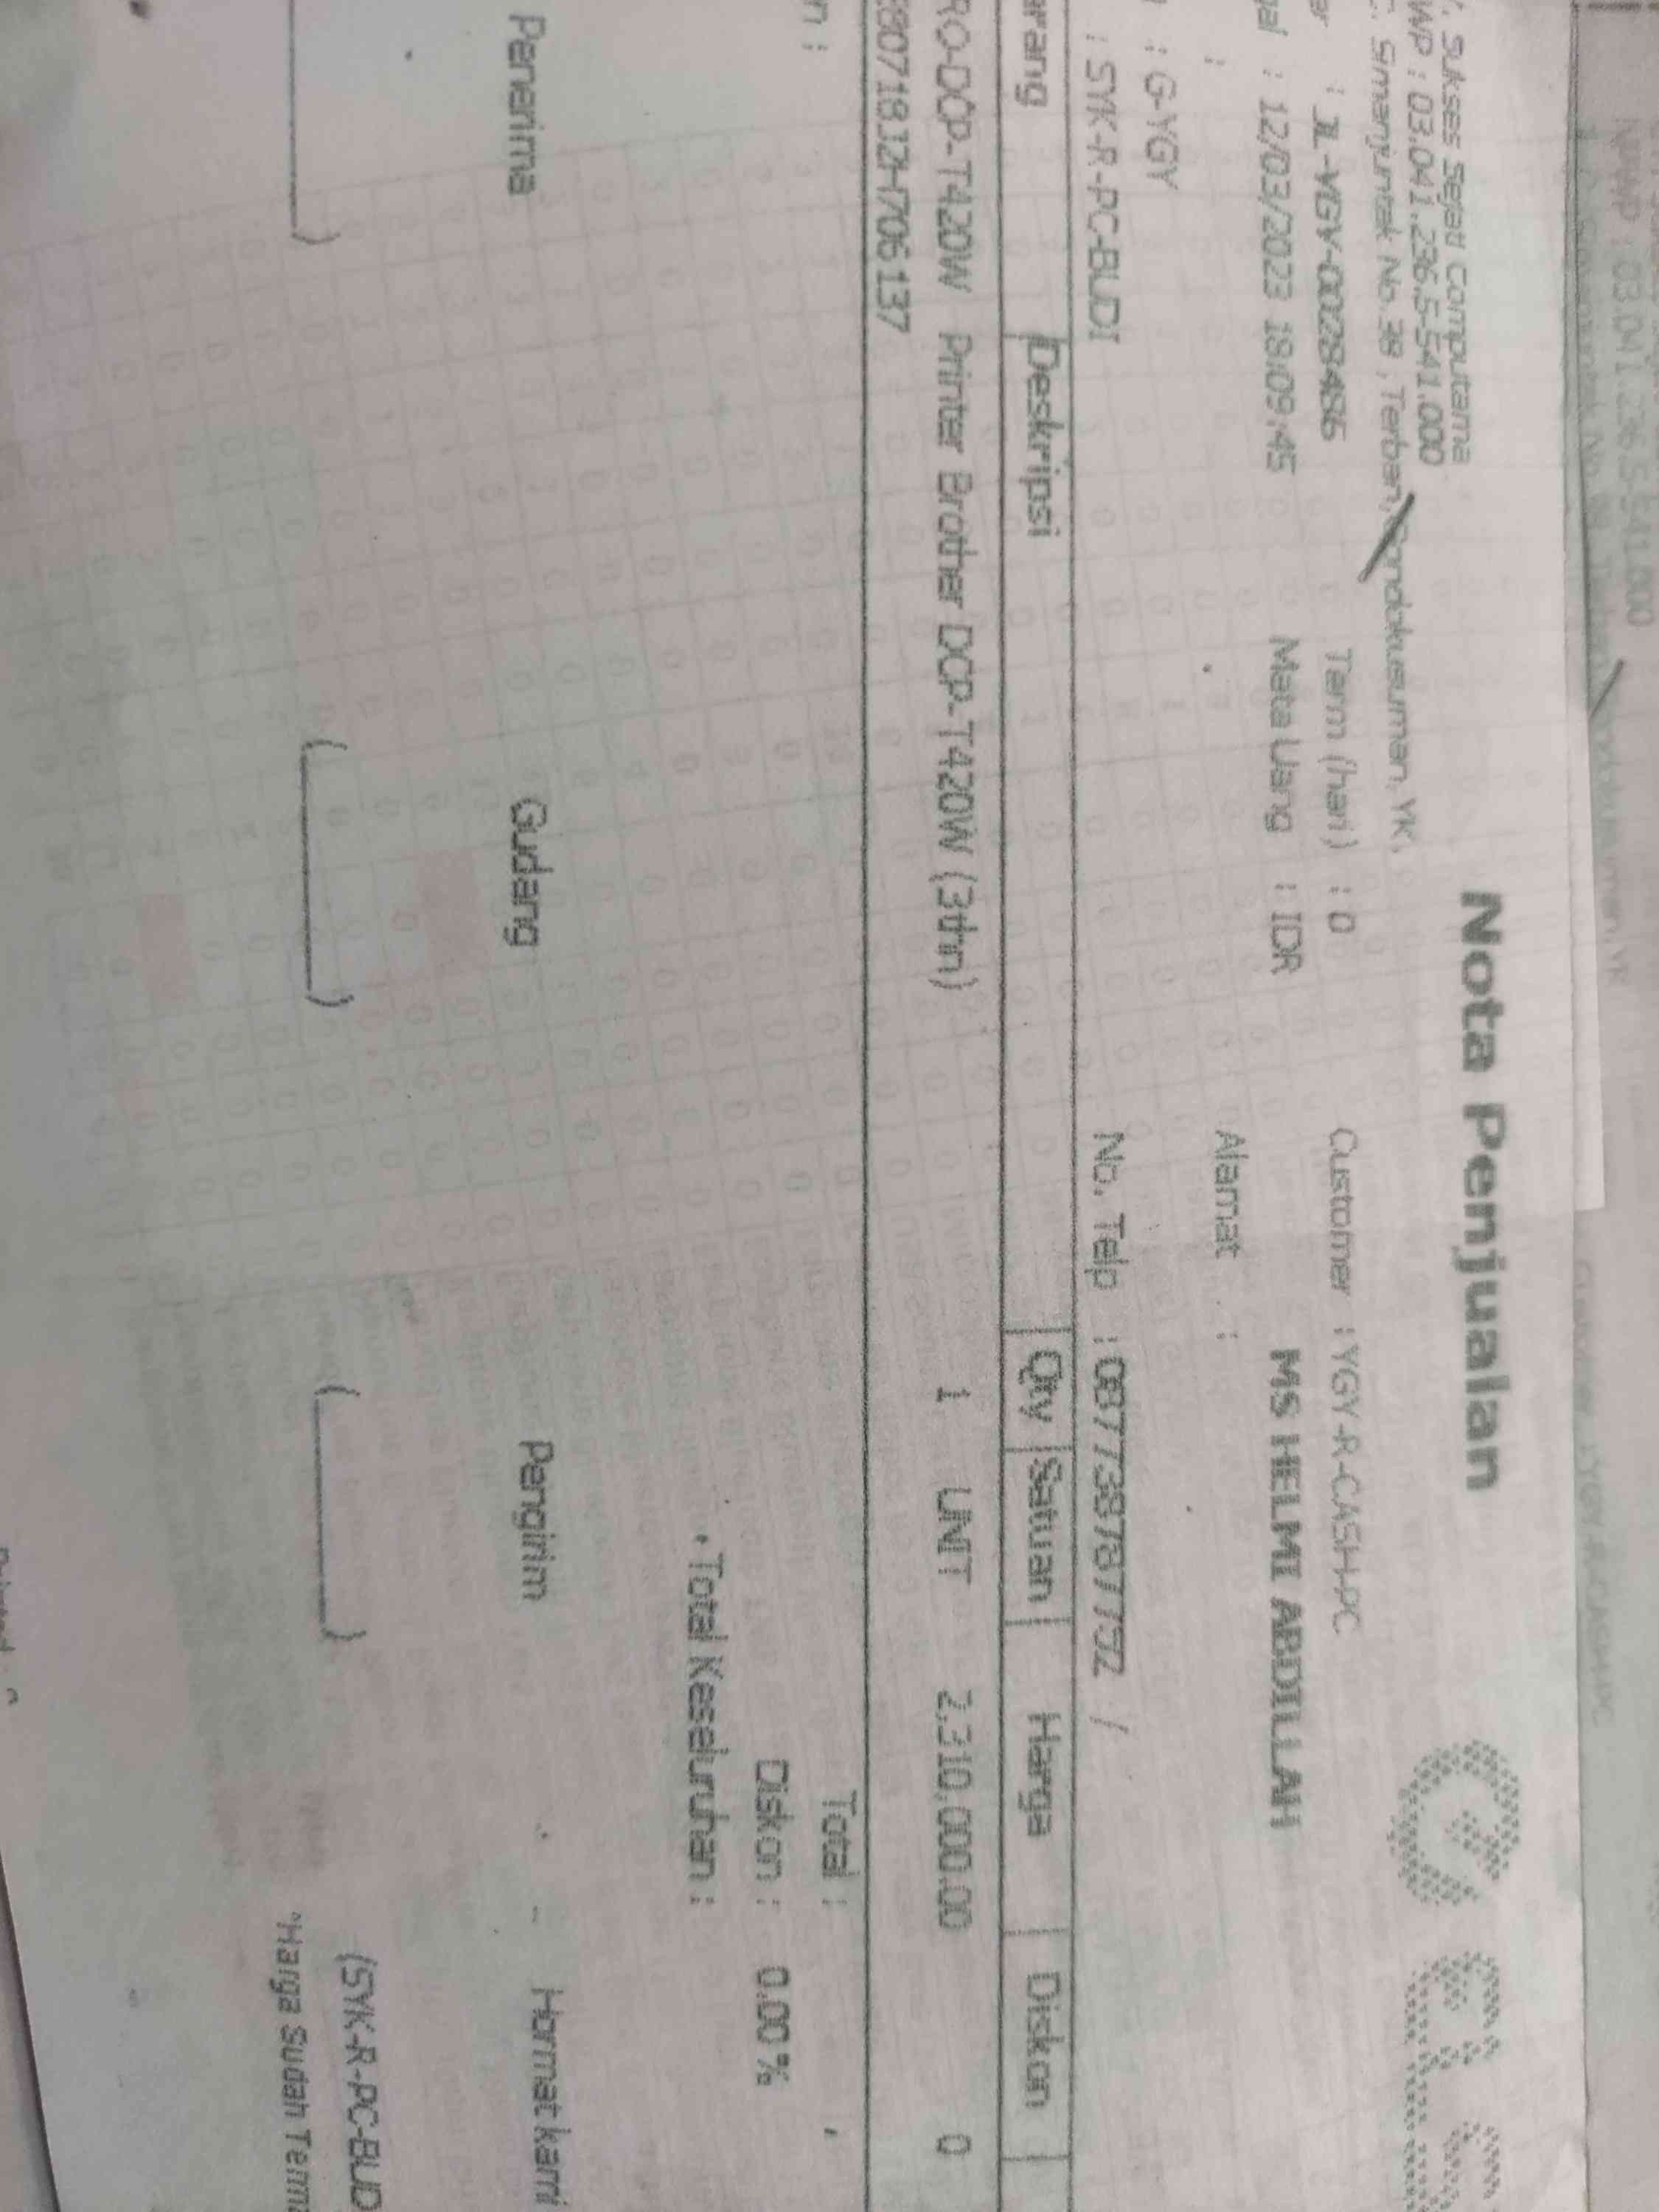 Nota Penjualan
. Sukses Sejati Computama
WP : 03.041.236.5-541.000
C. Simanjuntak No.38 , Terban, Gondokusuman, YK.
er : JL-YGY-0028486
Term (hari) : 0
Customer : YGY-R-CASH-PC
gal : 12/03/2023 18:09:45
Mata Uang : IDR
MS HELMI ABDILLAH
:
Alamat :
: G-YGY
: SYK-R-PC-BUDI
No. Telp : 087738787752 /
arang Deskripsi Qty Satuan Harga Diskon
RO-DCP-T420W Printer Brother DCP-T420W (3thn) 1 UNIT 2,310,000.00 0
E80718J2H706137
n :
Total :
Diskon : 0.00 %
Total Keseluruhan :
Penerima Gudang Pengirim Hormat kami
(SYK-R-PC-BUD
*Harga Sudah Term